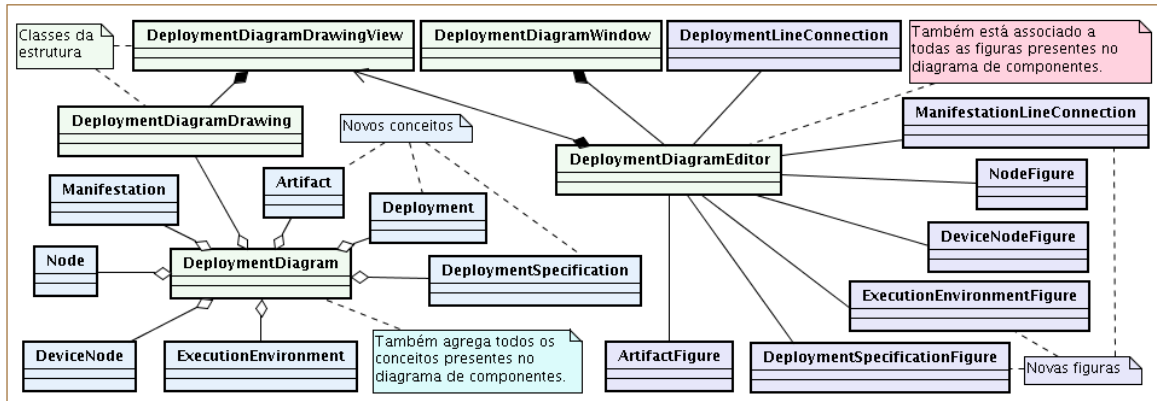 Classes da
estrutura
DeploymentDiagramDrawingView
DeploymentDiagramWindow
DeploymentLineConnection
Também está associado a
todas as figuras presentes no
diagrama de componentes.
DeploymentDiagramDrawing
Novos conceitos
ManifestationLineConnection
DeploymentDiagramEditor
Manifestation
Artifact
Deployment
NodeFigure
Node
DeploymentDiagram
DeploymentSpecification
DeviceNodeFigure
ExecutionEnvironmentFigure
DeviceNode
ExecutionEnvironment
Também agrega todos os
conceitos presentes no
diagrama de componentes.
ArtifactFigure
DeploymentSpecificationFigure
Novas figuras